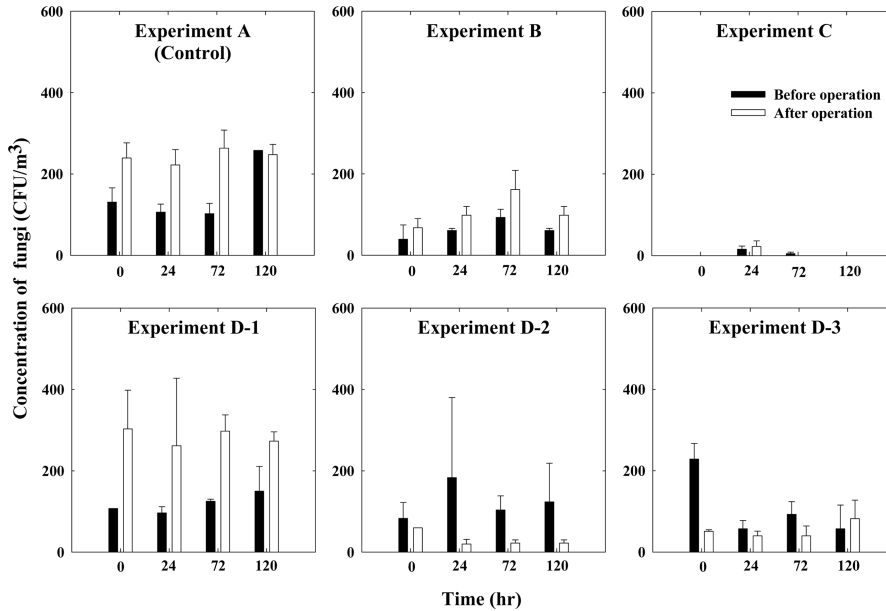 Concentration of fungi (CFU/m³)
Experiment A
(Control)
600
400
200
0
0 24 72 120
Experiment B
600
400
200
0
0 24 72 120
Experiment C
Before operation
After operation
600
400
200
0
0 24 72 120
Experiment D-1
600
400
200
0
0 24 72 120
Experiment D-2
600
400
200
0
0 24 72 120
Experiment D-3
600
400
200
0
0 24 72 120
Time (hr)